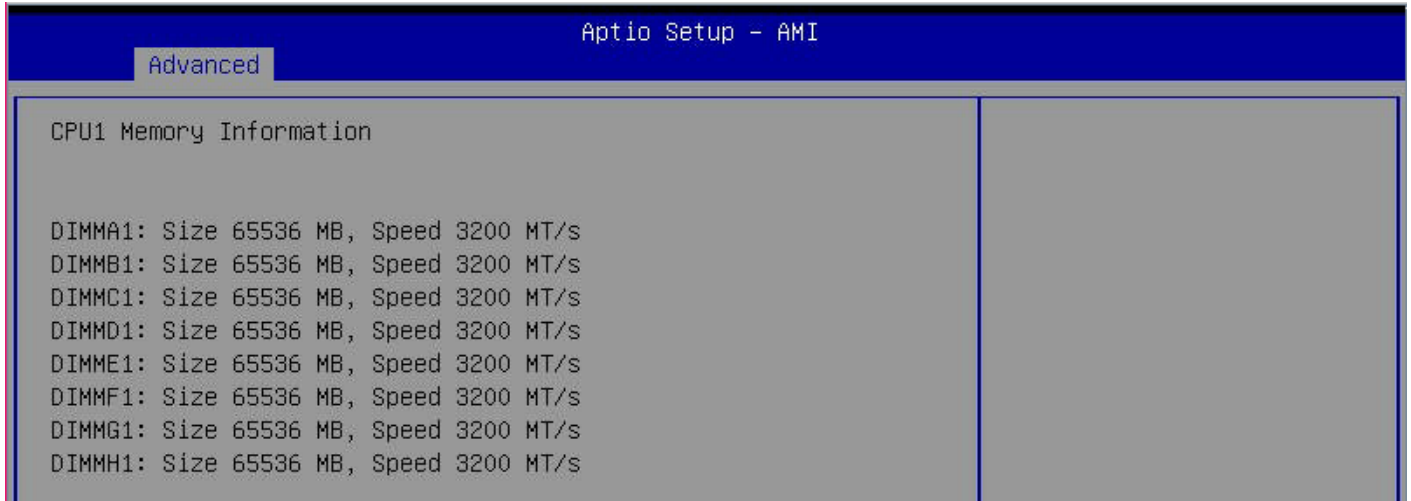 Aptio Setup – AMI
Advanced
CPU1 Memory Information
DIMMA1: Size 65536 MB, Speed 3200 MT/s
DIMMB1: Size 65536 MB, Speed 3200 MT/s
DIMMC1: Size 65536 MB, Speed 3200 MT/s
DIMMD1: Size 65536 MB, Speed 3200 MT/s
DIMME1: Size 65536 MB, Speed 3200 MT/s
DIMMF1: Size 65536 MB, Speed 3200 MT/s
DIMMG1: Size 65536 MB, Speed 3200 MT/s
DIMMH1: Size 65536 MB, Speed 3200 MT/s